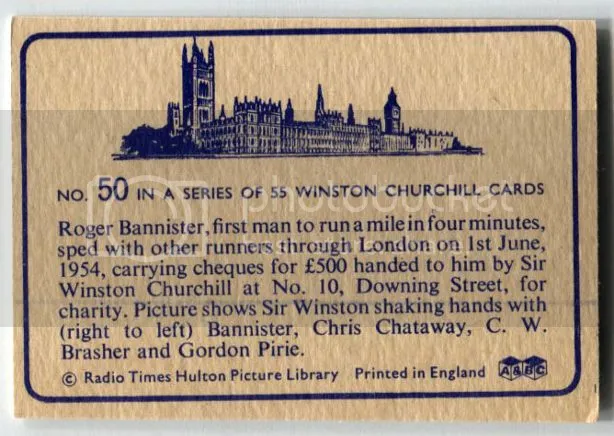 NO. 50 IN A SERIES OF 55 WINSTON CHURCHILL CARDS
Roger Bannister, first man to run a mile in four minutes,
sped with other runners through London on 1st June,
1954, carrying cheques for £500 handed to him by Sir
Winston Churchill at No. 10, Downing Street, for
charity. Picture shows Sir Winston shaking hands with
(right to left) Bannister, Chris Chataway, C. W.
Brasher and Gordon Pirie.
© Radio Times Hulton Picture Library Printed in England A&BC
photobucket